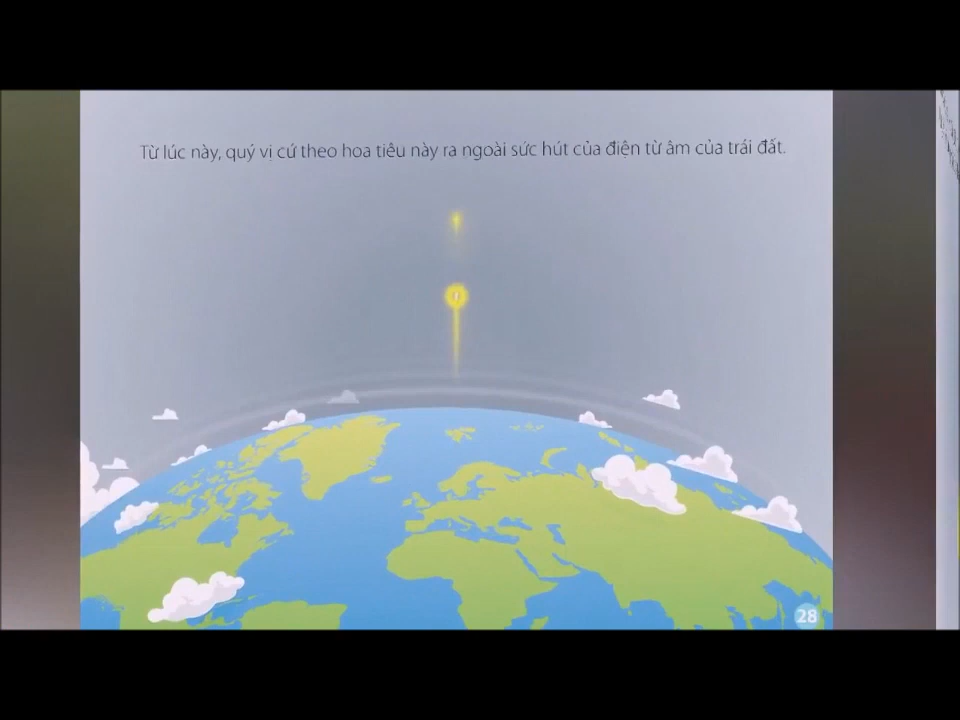 Từ lúc này, quý vị cứ theo hoa tiêu này ra ngoài sức hút của điện từ âm của trái đất.
28